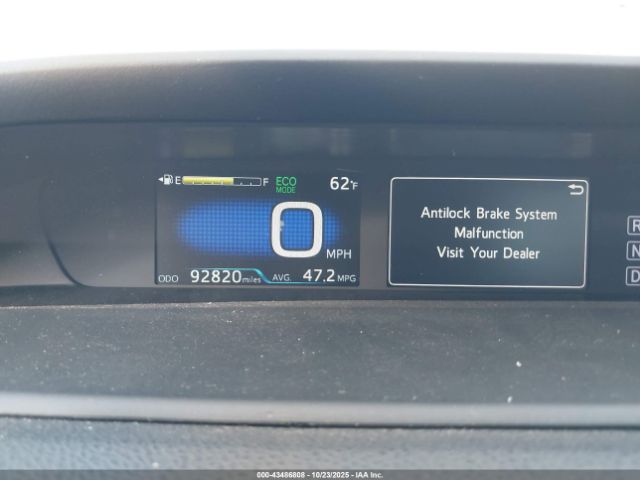 E F ECO 62°F
MODE
0 MPH
ODO 92820 miles AVG. 47.2 MPG
Antilock Brake System
Malfunction
Visit Your Dealer
R
N
D
000-43486808 | 10/23/2025 | IAA Inc.